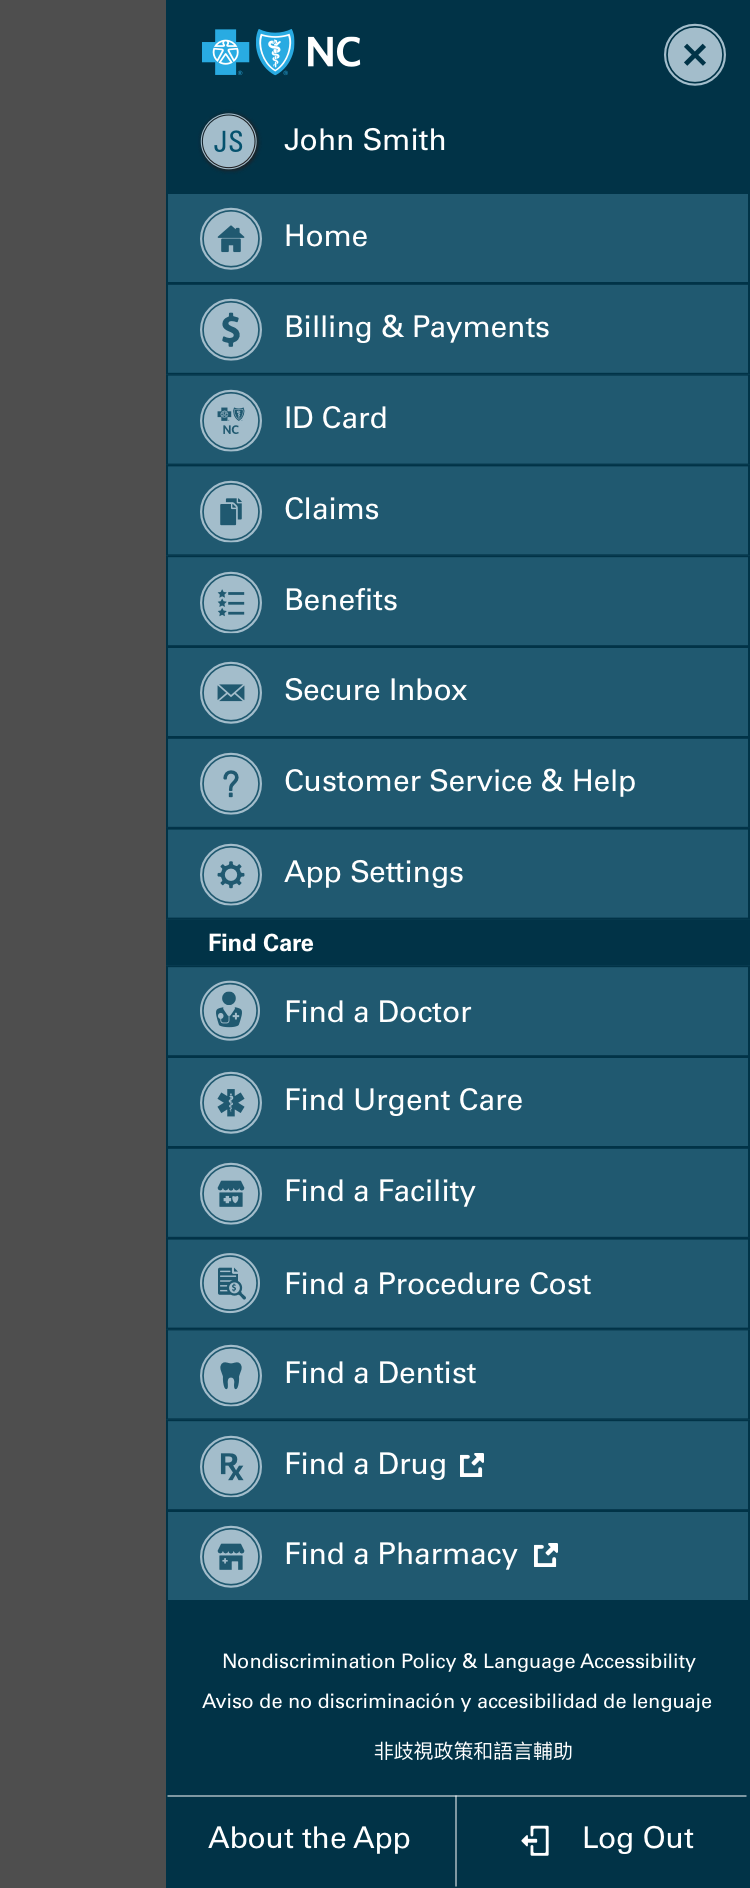 NC
JS John Smith
Home
$ Billing & Payments
NC ID Card
Claims
Benefits
Secure Inbox
? Customer Service & Help
App Settings
Find Care
Find a Doctor
Find Urgent Care
Find a Facility
$ Find a Procedure Cost
Find a Dentist
Rx Find a Drug
Find a Pharmacy
Nondiscrimination Policy & Language Accessibility
Aviso de no discriminación y accesibilidad de lenguaje
非歧視政策和語言輔助
About the App
Log Out